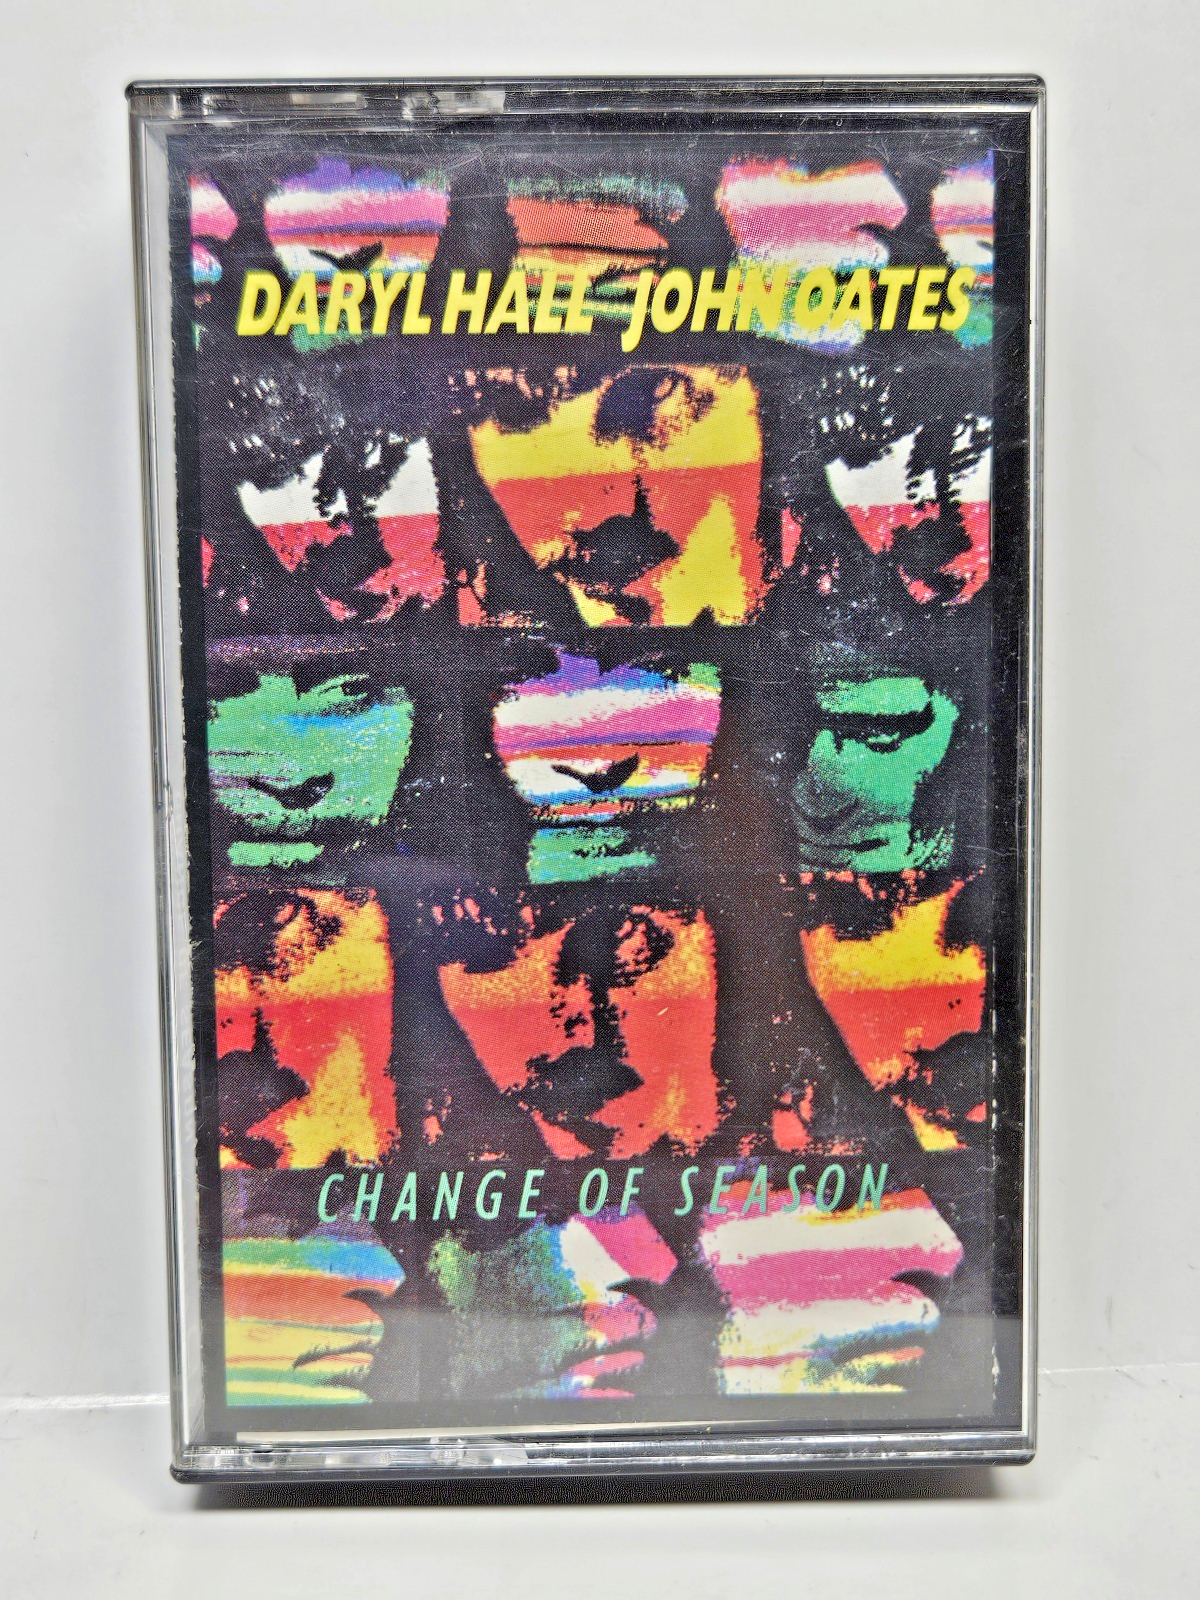 DARYL HALL JOHN OATES
CHANGE OF SEASON